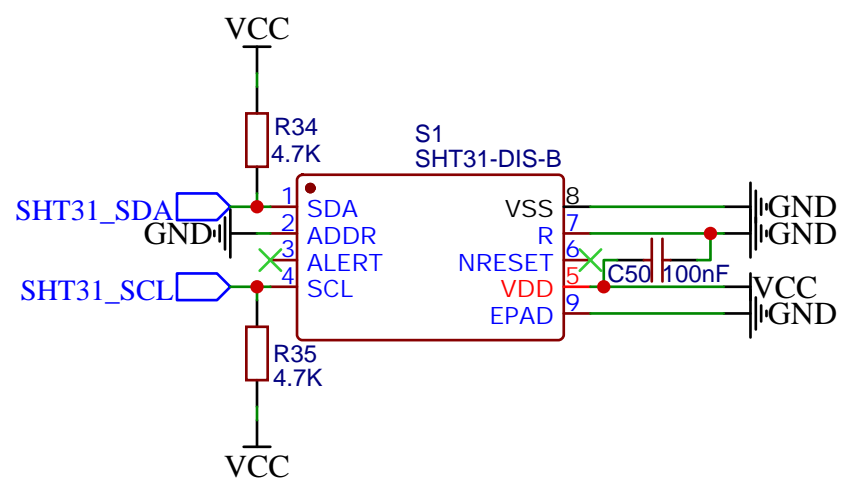 VCC
R34
4.7K
S1
SHT31-DIS-B
SHT31_SDA 1 SDA VSS 8 GND
GND 2 ADDR R 7 GND
3 ALERT NRESET 6
C50 100nF
SHT31_SCL 4 SCL VDD 5 VCC
EPAD 9 GND
R35
4.7K
VCC